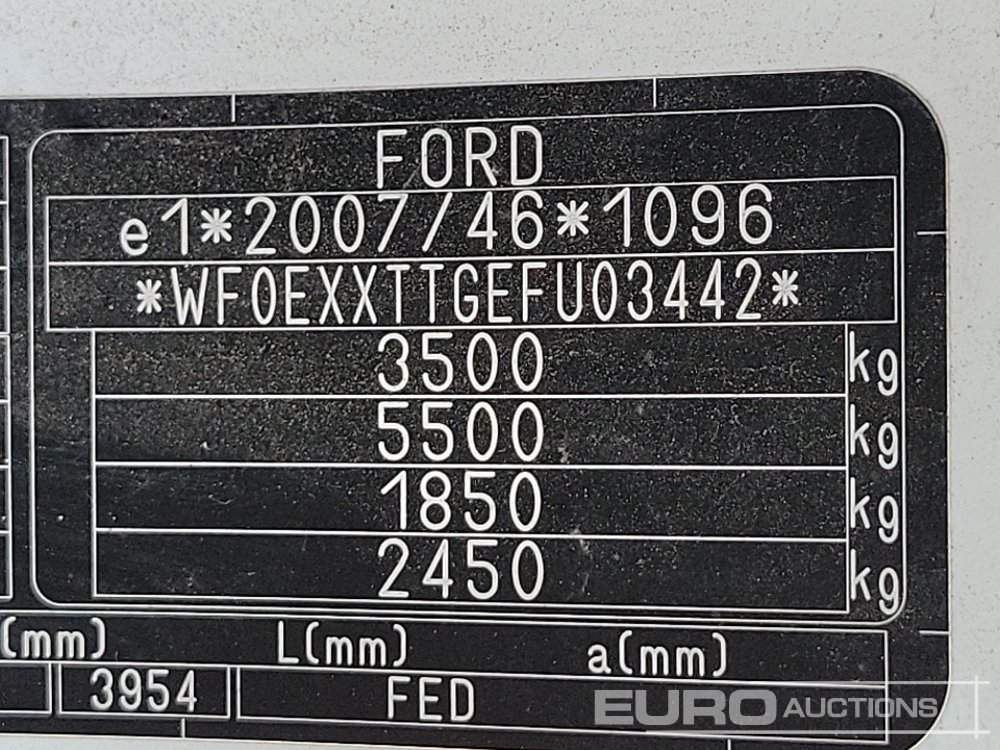 FORD
e1*2007/46*1096
*WF0EXXTTGEFU03442*
3500 kg
5500 kg
1850 kg
2450 kg
(mm) L(mm) a(mm)
3954 FED
EURO AUCTIONS